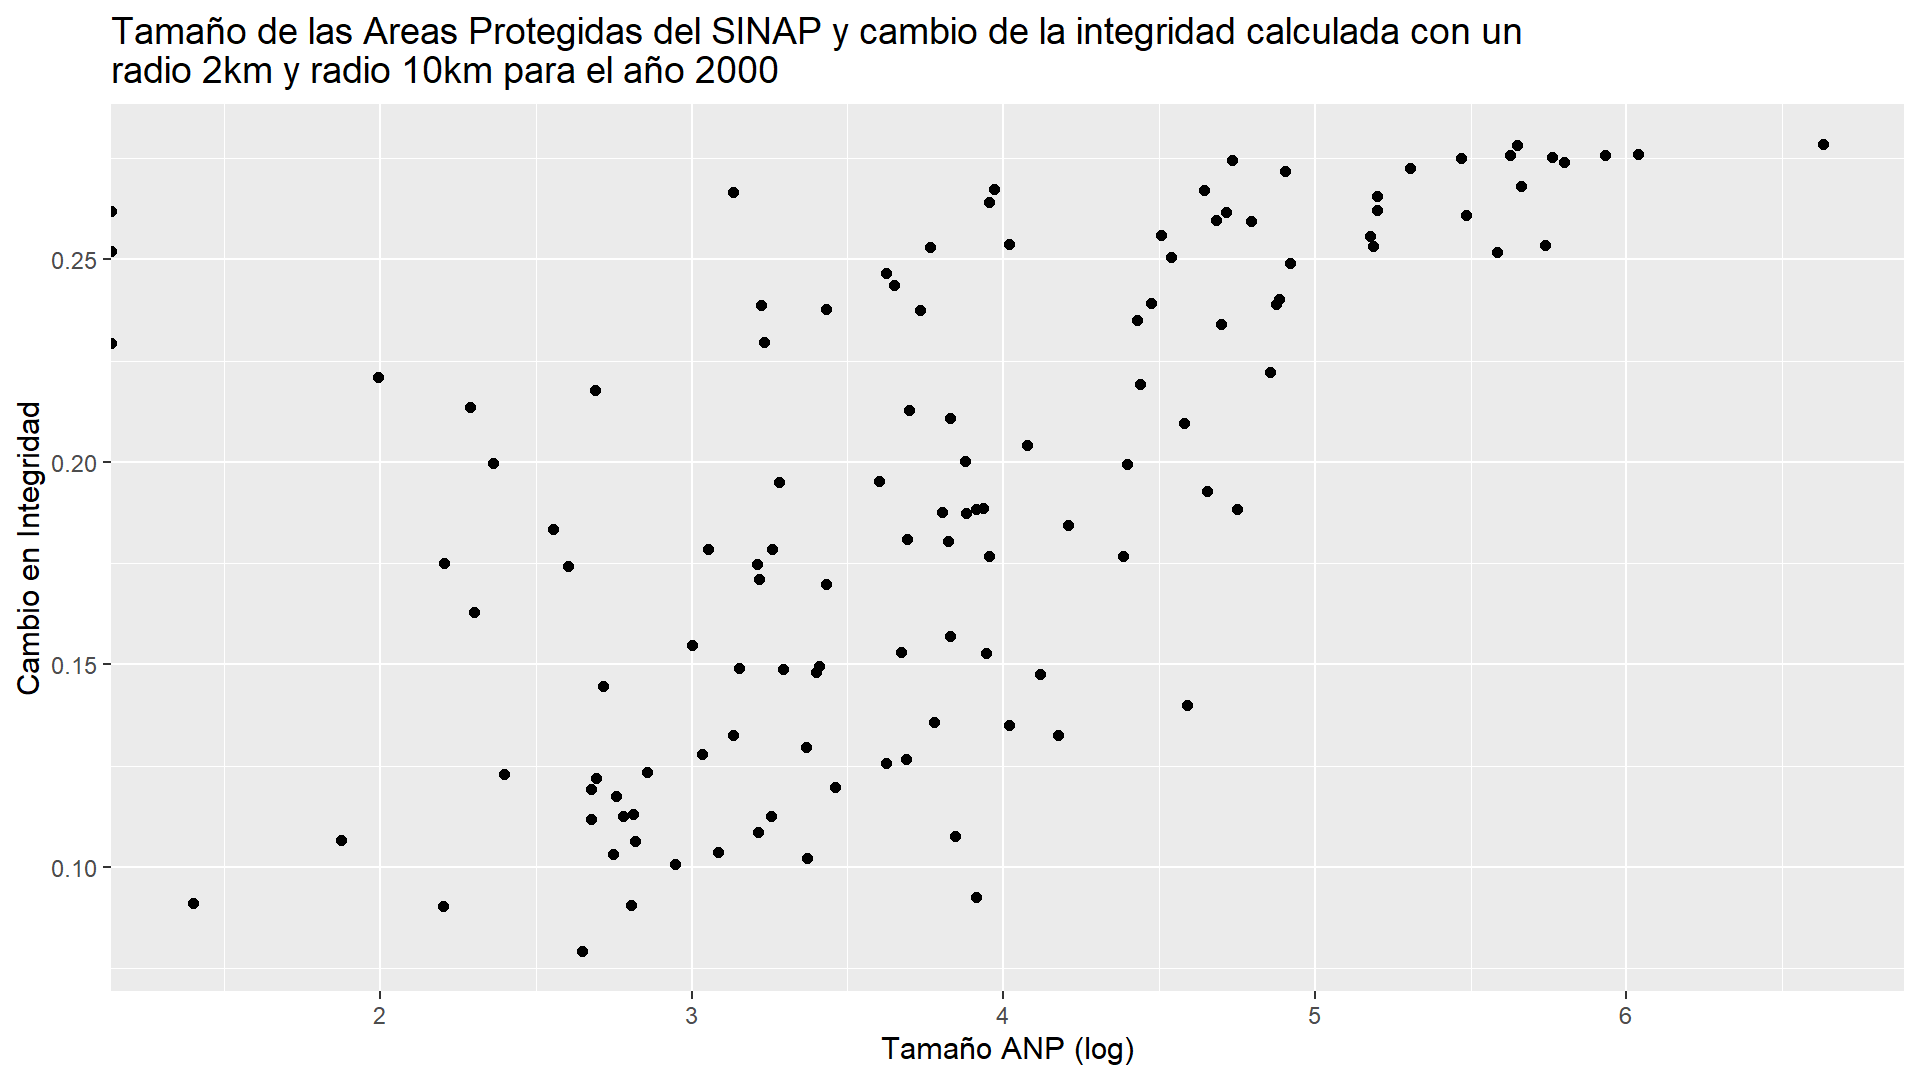 Tamaño de las Areas Protegidas del SINAP y cambio de la integridad calculada con un
radio 2km y radio 10km para el año 2000
Cambio en Integridad
0.25
0.20
0.15
0.10
2
3
4
5
6
Tamaño ANP (log)